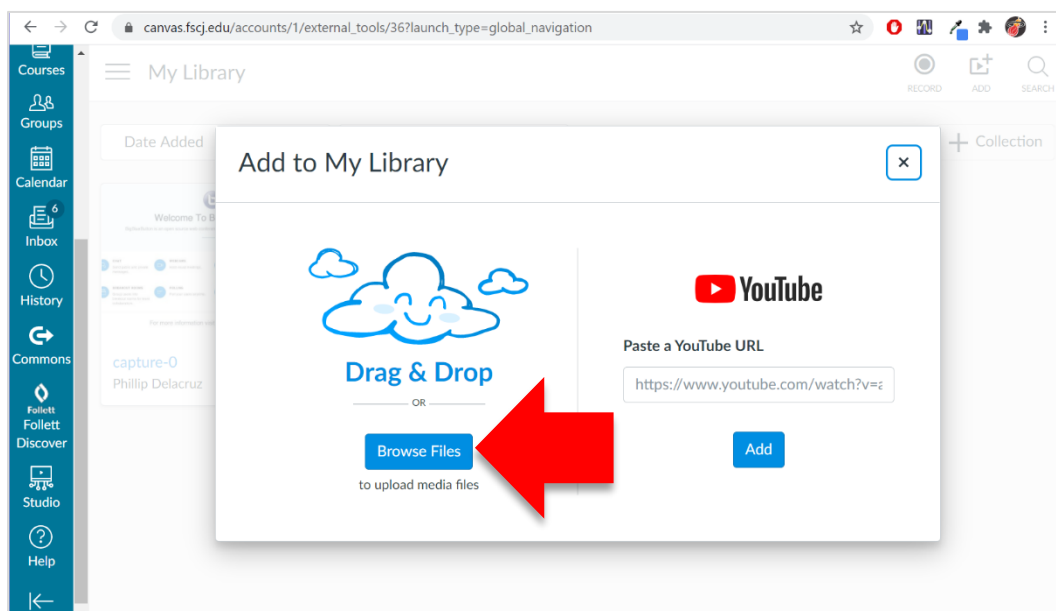 canvas.fscj.edu/accounts/1/external_tools/36?launch_type=global_navigation
Courses
Groups
Calendar
6
Inbox
History
Commons
Follett
Follett
Discover
Studio
Help
My Library
RECORD
ADD
SEARCH
Date Added
Collection
Welcome To B
capture-0
Phillip Delacruz
Add to My Library
Drag & Drop
OR
Browse Files
to upload media files
YouTube
Paste a YouTube URL
https://www.youtube.com/watch?v=a
Add